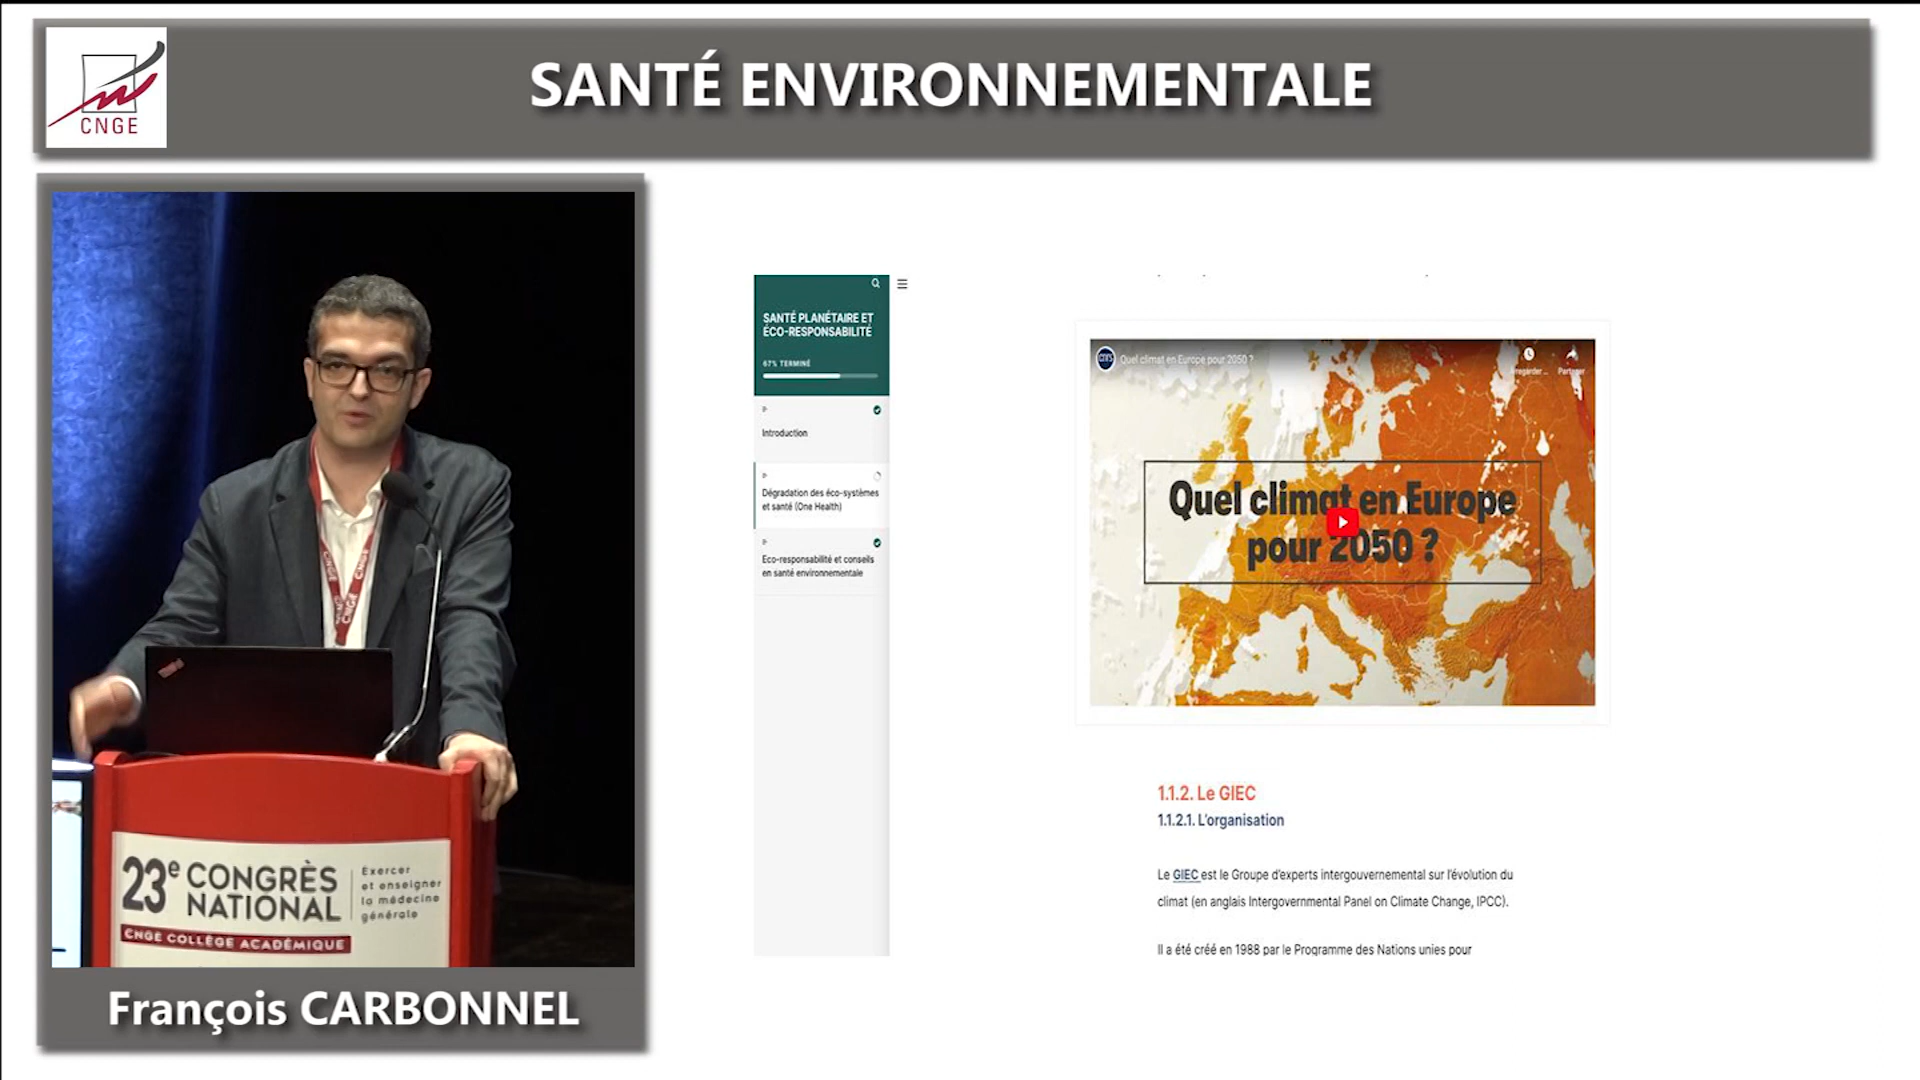 CNGE
SANTÉ ENVIRONNEMENTALE
CNGE
23e CONGRÈS
NATIONAL
Exercer
et enseigner
la médecine
générale
CNGE COLLÈGE ACADÉMIQUE
François CARBONNEL
SANTÉ PLANÉTAIRE ET
ÉCO-RESPONSABILITÉ
67% TERMINÉ
Introduction
Dégradation des éco-systèmes
et santé (One Health)
Eco-responsabilité et conseils
en santé environnementale
cnrs
Quel climat en Europe pour 2050 ?
Partager
Quel climat en Europe
pour 2050 ?
1.1.2. Le GIEC
1.1.2.1. L'organisation
Le GIEC est le Groupe d'experts intergouvernemental sur l'évolution du
climat (en anglais Intergovernmental Panel on Climate Change, IPCC).
Il a été créé en 1988 par le Programme des Nations unies pour